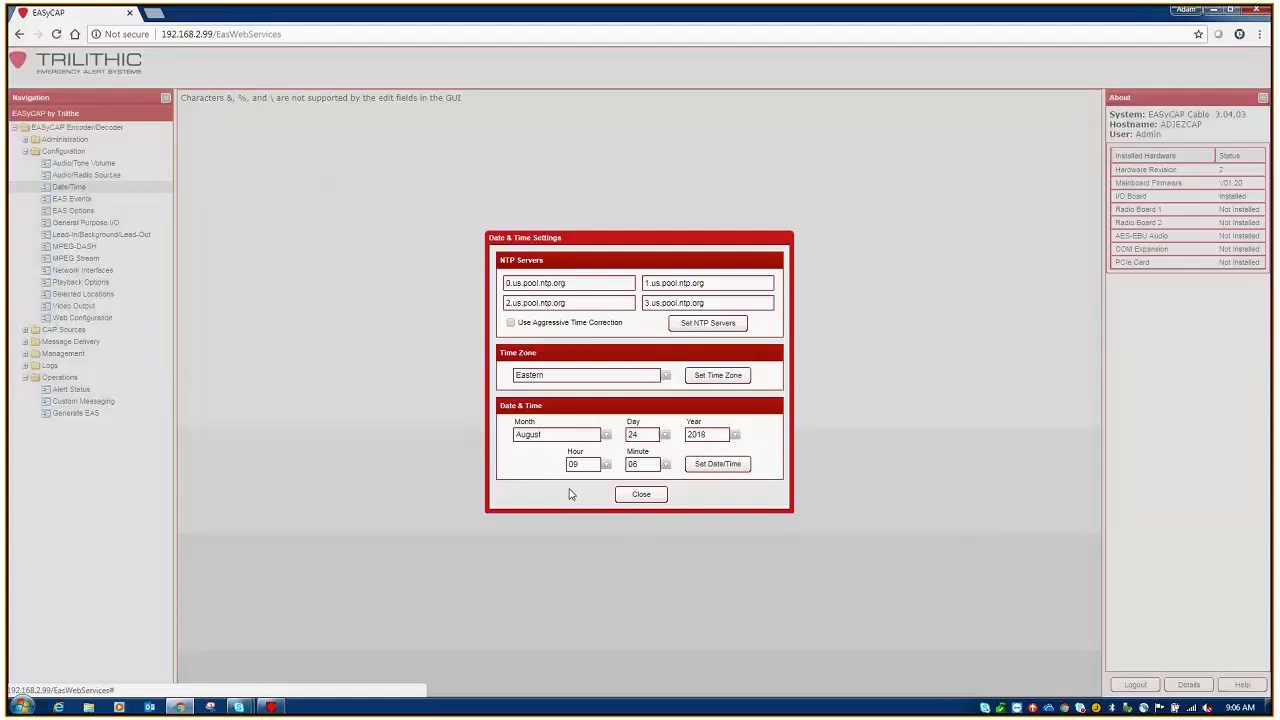 EASyCAP
Adam
Not secure
192.168.2.99/EasWebServices
TRILITHIC
EMERGENCY ALERT SYSTEMS
Navigation
EASyCAP by Trilithic
EASyCAP Encoder/Decoder
Administration
Configuration
Audio/Tone Volume
Audio/Radio Sources
Date/Time
EAS Events
EAS Options
General Purpose I/O
Lead-In/Background/Lead-Out
MPEG-DASH
MPEG Stream
Network Interfaces
Playback Options
Selected Locations
Video Output
Web Configuration
CAP Sources
Message Delivery
Management
Logs
Operations
Alert Status
Custom Messaging
Generate EAS
Characters &, %, and \ are not supported by the edit fields in the GUI
Date & Time Settings
NTP Servers
0.us.pool.ntp.org
1.us.pool.ntp.org
2.us.pool.ntp.org
3.us.pool.ntp.org
Use Aggressive Time Correction
Set NTP Servers
Time Zone
Eastern
Set Time Zone
Date & Time
Month
Day
Year
August
24
2018
Hour
Minute
09
06
Set Date/Time
Close
About
System: EASyCAP Cable 3.04.03
Hostname: ADJEZCAP
User: Admin
Installed Hardware Status
Hardware Revision 2
Mainboard Firmware V01.20
I/O Board Installed
Radio Board 1 Not Installed
Radio Board 2 Not Installed
AES-EBU Audio Not Installed
COM Expansion Not Installed
PCIe Card Not Installed
Logout
Details
Help
192.168.2.99/EasWebServices#
9:06 AM